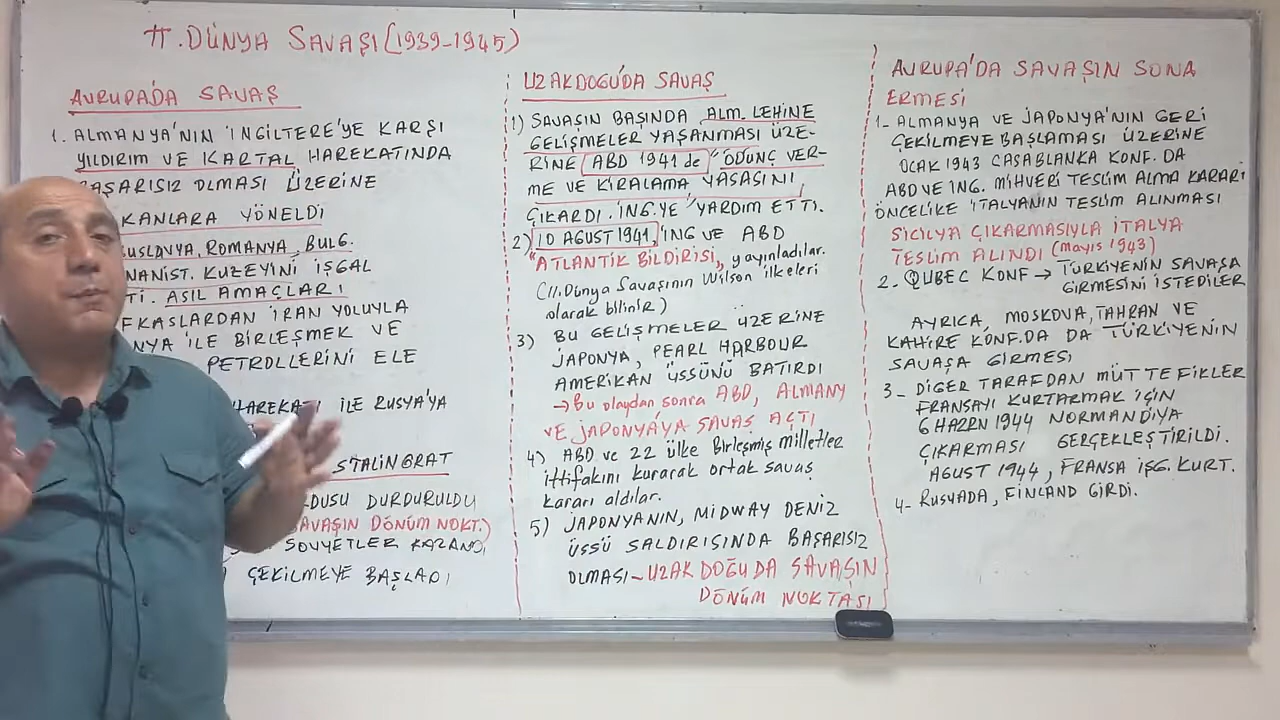 II. DÜNYA SAVAŞI (1939-1945)
AVRUPA'DA SAVAŞ
1. ALMANYA'NIN İNGİLTERE'YE KARŞI
YILDIRIM VE KARTAL HAREKATINDA
BAŞARISIZ OLMASI ÜZERİNE
KANLARA YÖNELDİ
USLOVYA, ROMANYA, BULG.
NANİST. KUZEYİNİ İŞGAL
Tİ. ASIL AMAÇLARI
FKASLARDAN İRAN YOLUYLA
NYA İLE BİRLEŞMEK VE
PETROLLERİNİ ELE
HAREKATI İLE RUSYA'YA
STALİNGRAT
RDUSU DURDURULDU
SAVAŞIN DÖNÜM NOKT.)
SOVYETLER KAZANDI
ÇEKİLMEYE BAŞLADI
UZAKDOĞU'DA SAVAŞ
1) SAVAŞIN BAŞINDA ALM. LEHİNE
GELİŞMELER YAŞANMASI ÜZE-
RİNE ABD 1941 de "ÖDÜNÇ VER-
ME VE KİRALAMA YASASINI
ÇIKARDI. İNG.YE "YARDIM ETTİ.
2) 10 AGUST 1941, İNG VE ABD
"ATLANTİK BİLDİRİSİ, yayınladılar.
(II. Dünya Savaşının Wilson ilkeleri
olarak bilinir)
3) BU GELİŞMELER ÜZERİNE
JAPONYA, PEARL HARBOUR
AMERİKAN ÜSSÜNÜ BATIRDI
→ Bu olaydan sonra ABD, ALMANY
VE JAPONYA'YA SAVAŞ AÇTI
4) ABD ve 22 ülke Birleşmiş milletler
ittifakını kurarak ortak savaş
kararı aldılar.
5) JAPONYANIN, MİDWAY DENİZ
ÜSSÜ SALDIRISINDA BAŞARISIZ
OLMASI - UZAK DOĞU DA SAVAŞIN
DÖNÜM NOKTASI
AVRUPA'DA SAVAŞIN SONA
ERMESİ
1- ALMANYA VE JAPONYA'NIN GERİ
ÇEKİLMEYE BAŞLAMASI ÜZERİNE
OCAK 1943 CASABLANKA KONF. DA
ABD VE İNG. MİHVERİ TESLİM ALMA KARARI
ÖNCELİKE İTALYANIN TESLİM ALINMASI
SİCİLYA ÇIKARMASIYLA İTALYA
TESLİM ALINDI (Mayıs 1943)
2- QUBEC KONF → TÜRKİYENİN SAVAŞA
GİRMESİNİ İSTEDİLER
AYRICA, MOSKOVA, TAHRAN VE
KAHİRE KONF. DA DA TÜRKİYENİN
SAVAŞA GİRMESİ
3- DİGER TARAFDAN MÜTTEFİKLER
FRANSAYI KURTARMAK İÇİN
6 HAZRN 1944 NORMANDİYA
ÇIKARMASI GERÇEKLEŞTİRİLDİ.
AGUST 1944, FRANSA İŞG. KURT.
4- RUSYADA, FİNLAND GİRDİ.